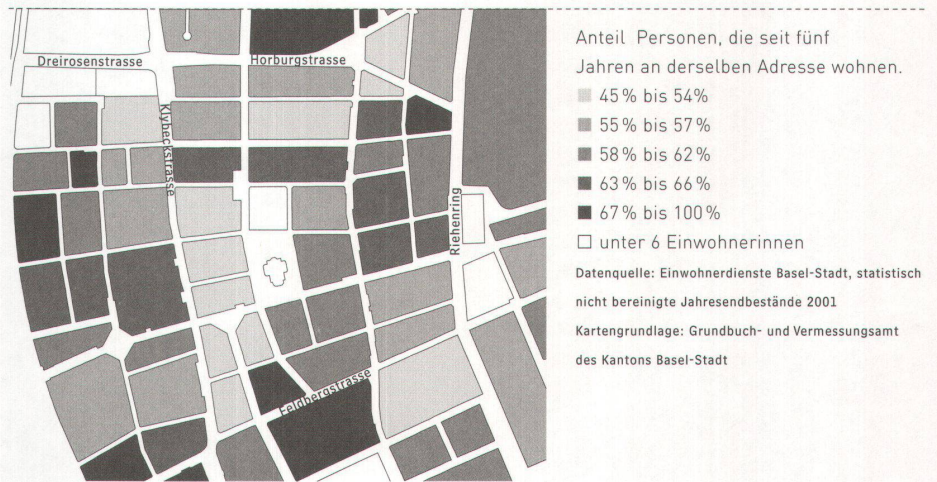 Dreirosenstrasse
Horburgstrasse
Klybeckstrasse
Riehenring
Feldbergstrasse
Anteil Personen, die seit fünf
Jahren an derselben Adresse wohnen.
45% bis 54%
55% bis 57%
58% bis 62%
63% bis 66%
67% bis 100%
unter 6 Einwohnerinnen
Datenquelle: Einwohnerdienste Basel-Stadt, statistisch
nicht bereinigte Jahresendbestände 2001
Kartengrundlage: Grundbuch- und Vermessungsamt
des Kantons Basel-Stadt